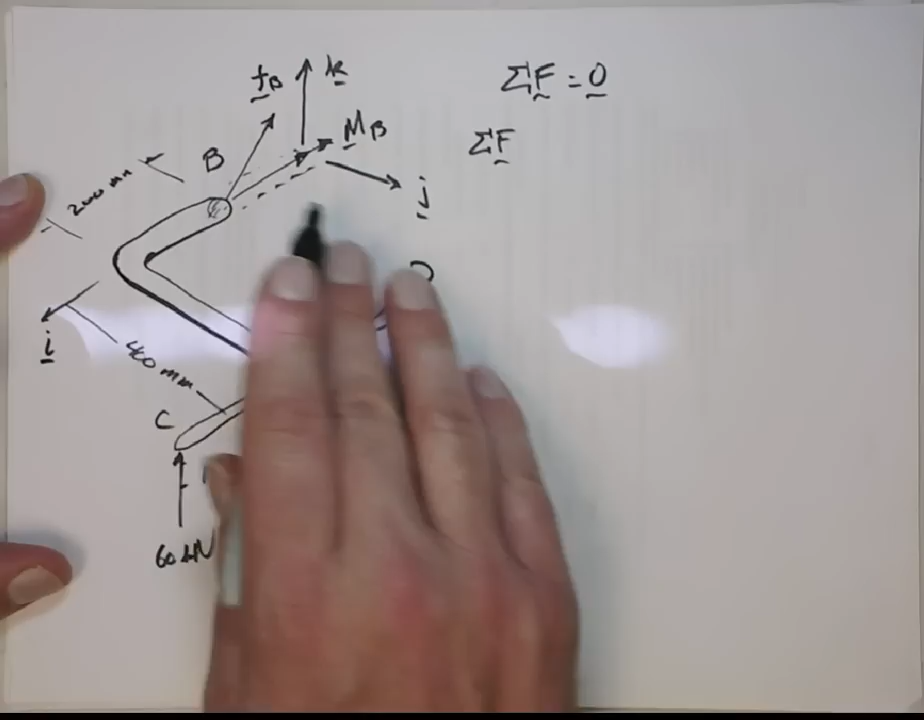 f_B
k
ΣF = 0
M_B
ΣF
B
200 mm
j
i
400 mm
C
60 kN